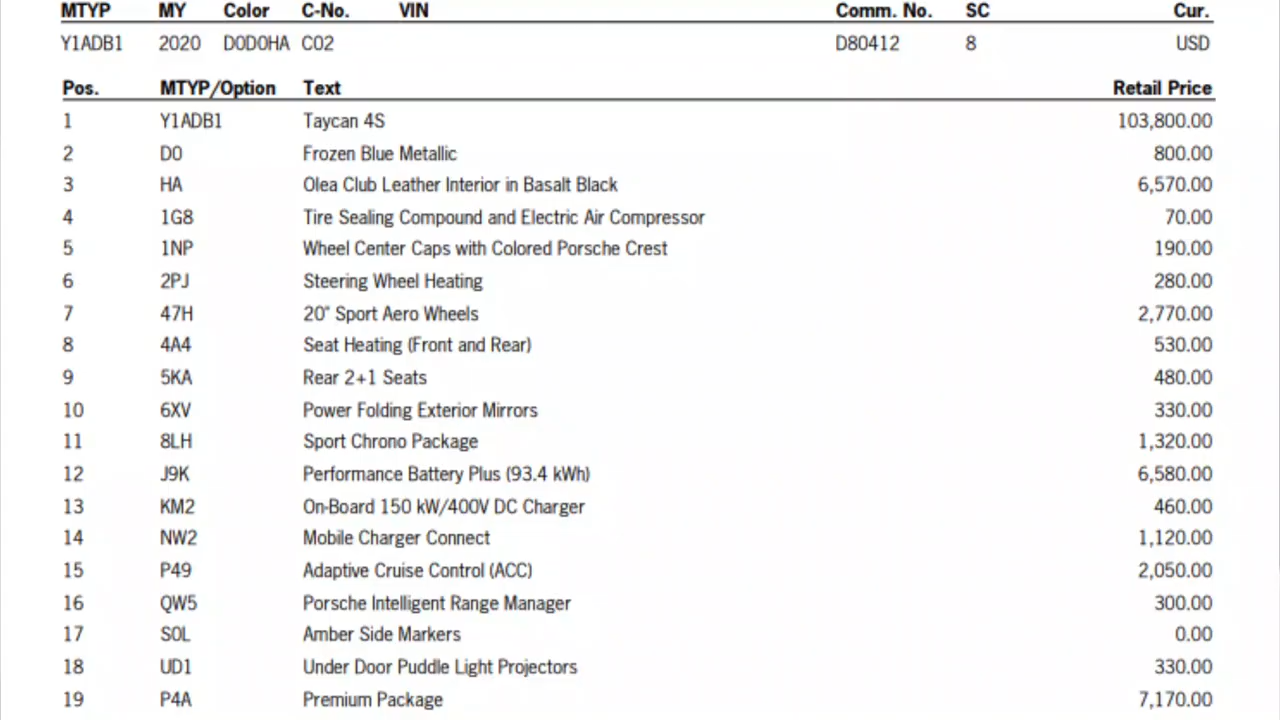 MTYP MY Color C-No. VIN Comm. No. SC Cur.
Y1ADB1 2020 D0D0HA C02 D80412 8 USD
Pos. MTYP/Option Text Retail Price
1 Y1ADB1 Taycan 4S 103,800.00
2 D0 Frozen Blue Metallic 800.00
3 HA Olea Club Leather Interior in Basalt Black 6,570.00
4 1G8 Tire Sealing Compound and Electric Air Compressor 70.00
5 1NP Wheel Center Caps with Colored Porsche Crest 190.00
6 2PJ Steering Wheel Heating 280.00
7 47H 20" Sport Aero Wheels 2,770.00
8 4A4 Seat Heating (Front and Rear) 530.00
9 5KA Rear 2+1 Seats 480.00
10 6XV Power Folding Exterior Mirrors 330.00
11 8LH Sport Chrono Package 1,320.00
12 J9K Performance Battery Plus (93.4 kWh) 6,580.00
13 KM2 On-Board 150 kW/400V DC Charger 460.00
14 NW2 Mobile Charger Connect 1,120.00
15 P49 Adaptive Cruise Control (ACC) 2,050.00
16 QW5 Porsche Intelligent Range Manager 300.00
17 S0L Amber Side Markers 0.00
18 UD1 Under Door Puddle Light Projectors 330.00
19 P4A Premium Package 7,170.00